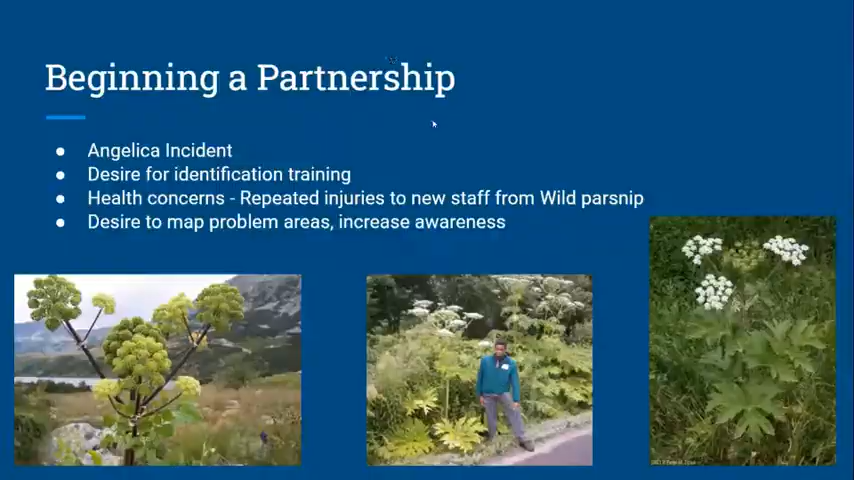 Beginning a Partnership
● Angelica Incident
● Desire for identification training
● Health concerns - Repeated injuries to new staff from Wild parsnip
● Desire to map problem areas, increase awareness